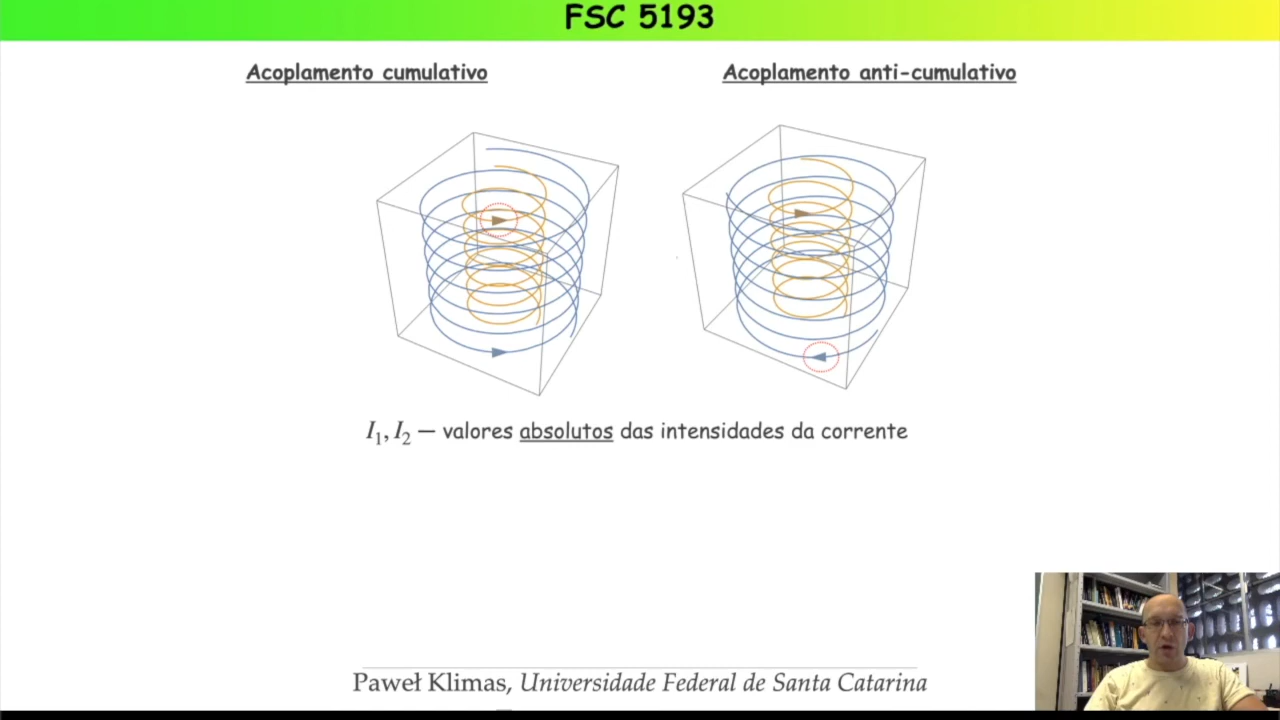 FSC 5193
Acoplamento cumulativo
Acoplamento anti-cumulativo
I₁, I₂ — valores absolutos das intensidades da corrente
Paweł Klimas, Universidade Federal de Santa Catarina